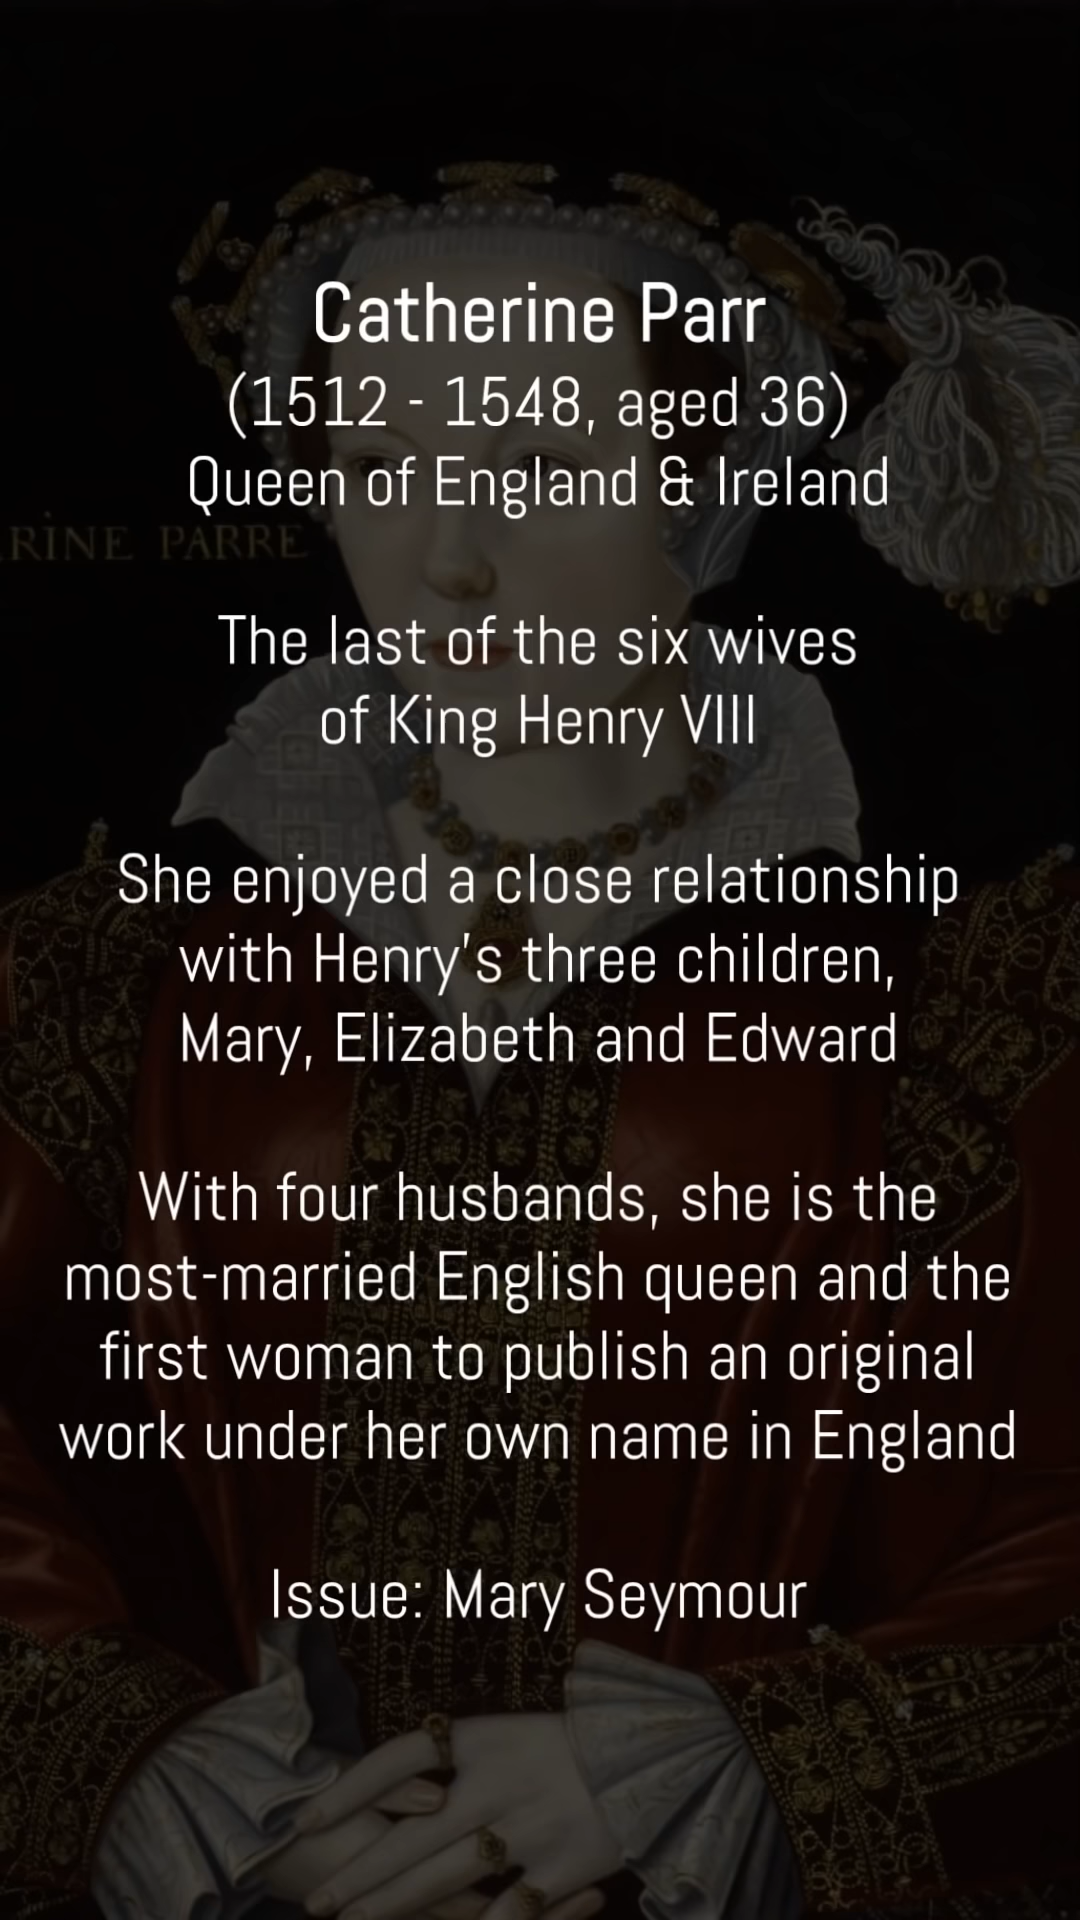 Catherine Parr
(1512 - 1548, aged 36)
Queen of England & Ireland
RINE PARRE
The last of the six wives
of King Henry VIII
She enjoyed a close relationship
with Henry's three children,
Mary, Elizabeth and Edward
With four husbands, she is the
most-married English queen and the
first woman to publish an original
work under her own name in England
Issue: Mary Seymour